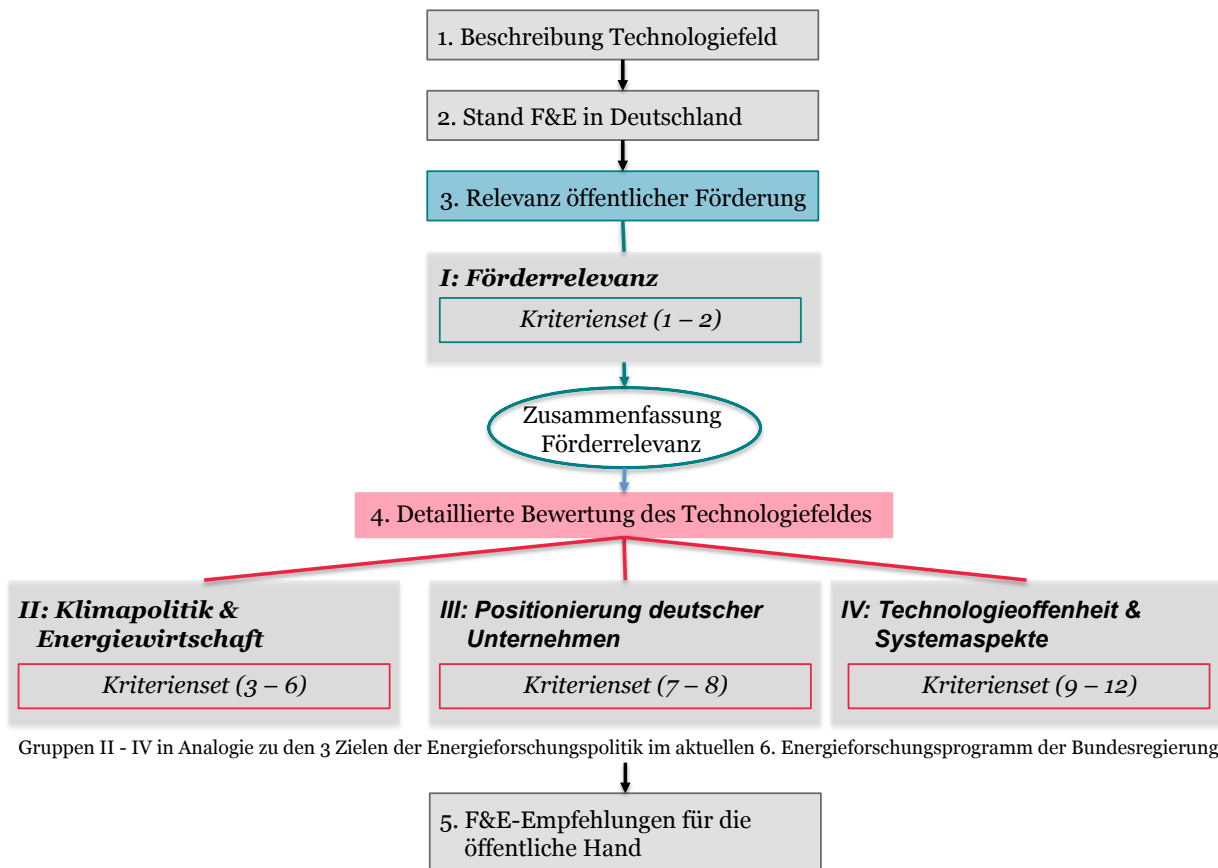 1. Beschreibung Technologiefeld
2. Stand F&E in Deutschland
3. Relevanz öffentlicher Förderung
I: Förderrelevanz
Kriterienset (1 – 2)
Zusammenfassung
Förderrelevanz
4. Detaillierte Bewertung des Technologiefeldes
II: Klimapolitik &
Energiewirtschaft
Kriterienset (3 – 6)
III: Positionierung deutscher
Unternehmen
Kriterienset (7 – 8)
IV: Technologieoffenheit &
Systemaspekte
Kriterienset (9 – 12)
Gruppen II - IV in Analogie zu den 3 Zielen der Energieforschungspolitik im aktuellen 6. Energieforschungsprogramm der Bundesregierung
5. F&E-Empfehlungen für die
öffentliche Hand